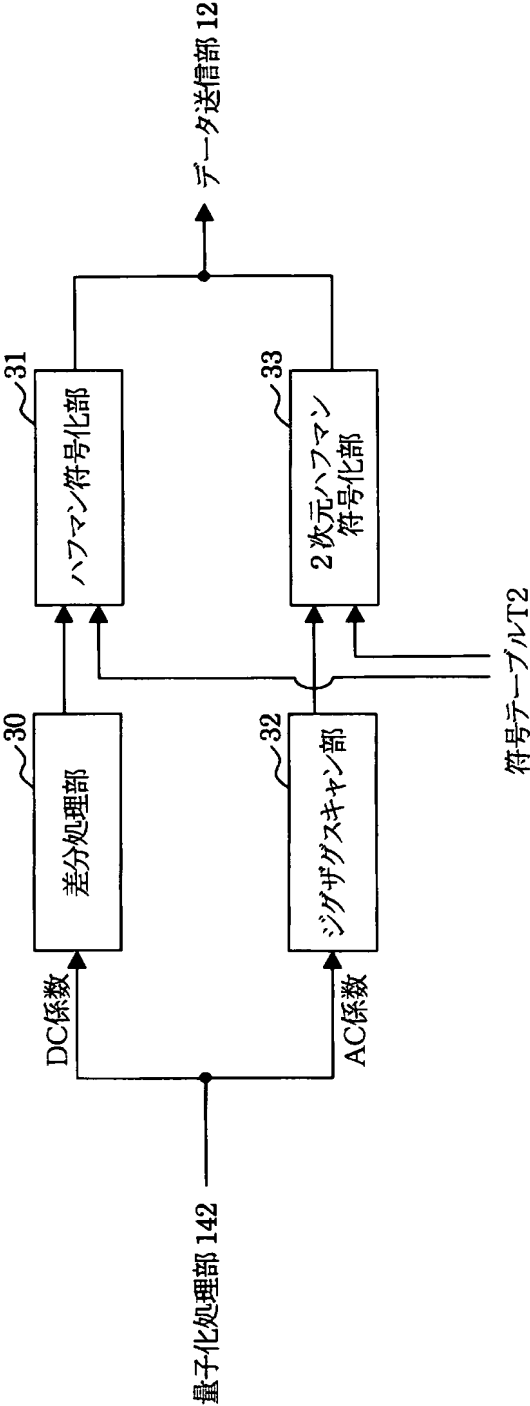 量子化処理部 142
DC係数
差分処理部
30
ハフマン符号化部
31
AC係数
ジグザグスキャン部
32
2次元ハフマン
符号化部
33
データ送信部 12
符号テーブルT2